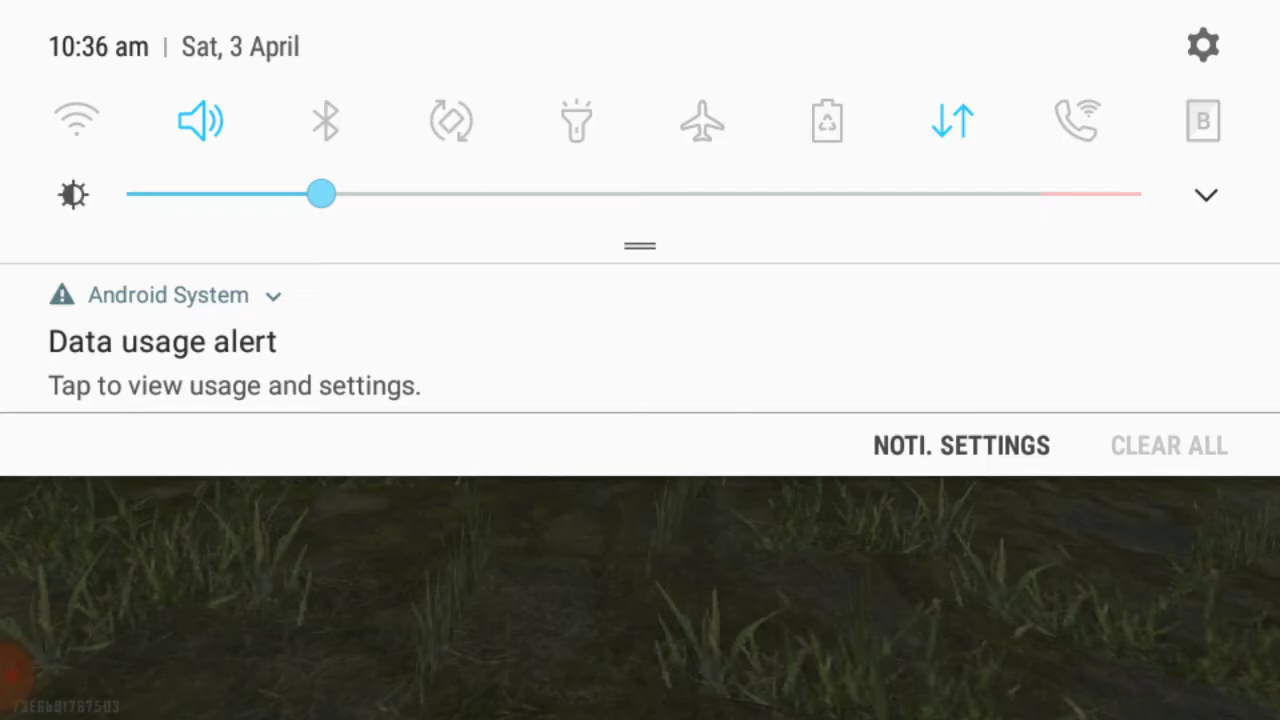 10:36 am | Sat, 3 April
B
Android System
Data usage alert
Tap to view usage and settings.
NOTI. SETTINGS CLEAR ALL